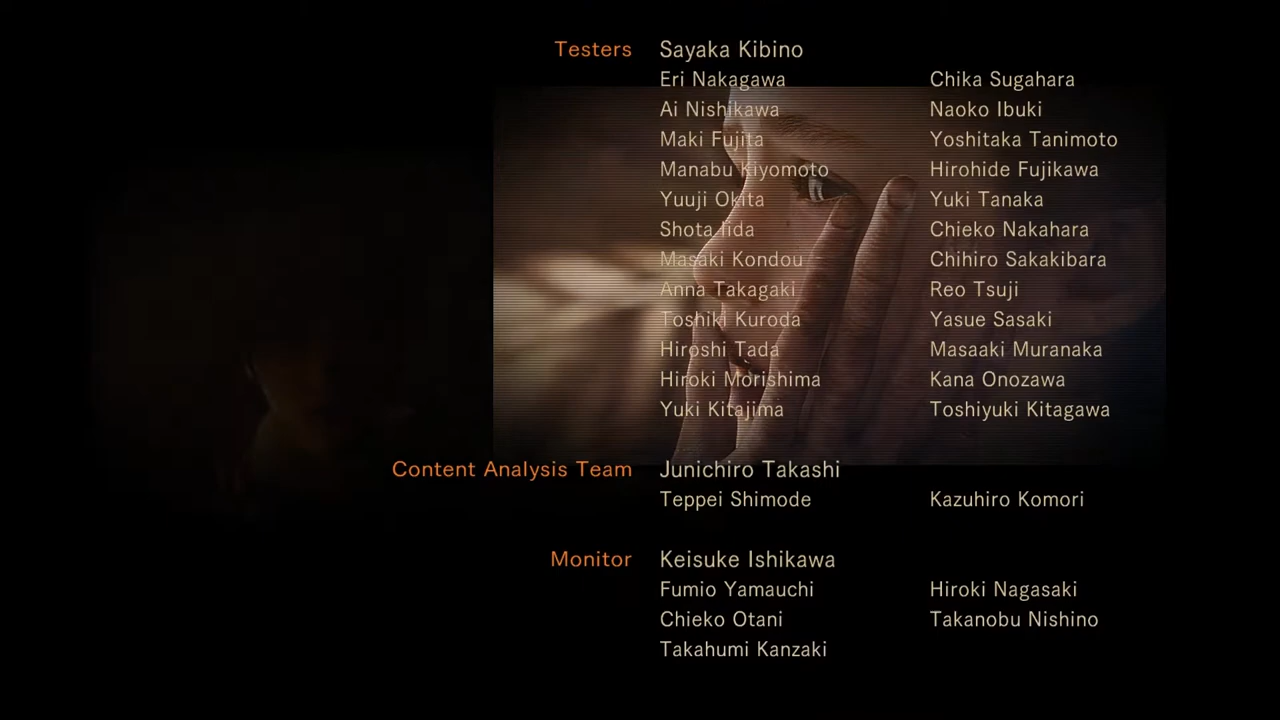 Testers Sayaka Kibino
Eri Nakagawa Chika Sugahara
Ai Nishikawa Naoko Ibuki
Maki Fujita Yoshitaka Tanimoto
Manabu Kiyomoto Hirohide Fujikawa
Yuuji Okita Yuki Tanaka
Shota Iida Chieko Nakahara
Masaki Kondou Chihiro Sakakibara
Anna Takagaki Reo Tsuji
Toshiki Kuroda Yasue Sasaki
Hiroshi Tada Masaaki Muranaka
Hiroki Morishima Kana Onozawa
Yuki Kitajima Toshiyuki Kitagawa
Content Analysis Team Junichiro Takashi
Teppei Shimode Kazuhiro Komori
Monitor Keisuke Ishikawa
Fumio Yamauchi Hiroki Nagasaki
Chieko Otani Takanobu Nishino
Takahumi Kanzaki